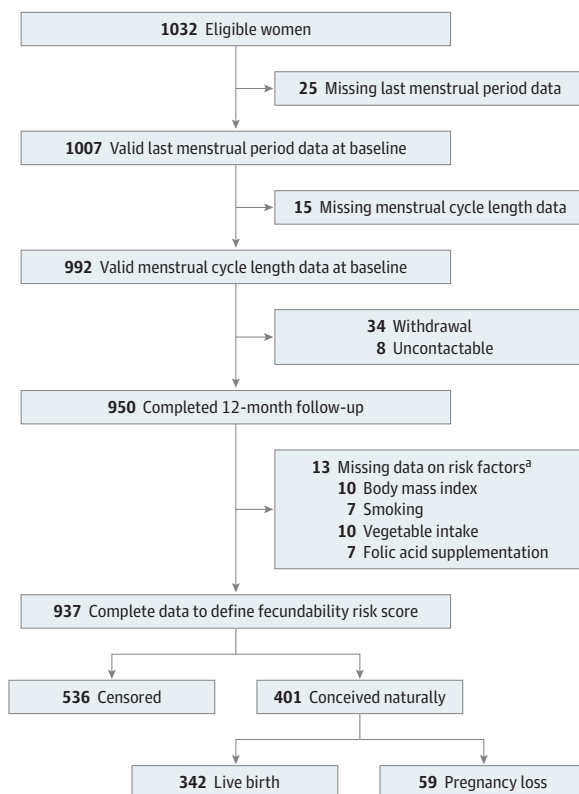 1032 Eligible women
25 Missing last menstrual period data
1007 Valid last menstrual period data at baseline
15 Missing menstrual cycle length data
992 Valid menstrual cycle length data at baseline
34 Withdrawal
8 Uncontactable
950 Completed 12-month follow-up
13 Missing data on risk factorsᵃ
10 Body mass index
7 Smoking
10 Vegetable intake
7 Folic acid supplementation
937 Complete data to define fecundability risk score
536 Censored
401 Conceived naturally
342 Live birth
59 Pregnancy loss